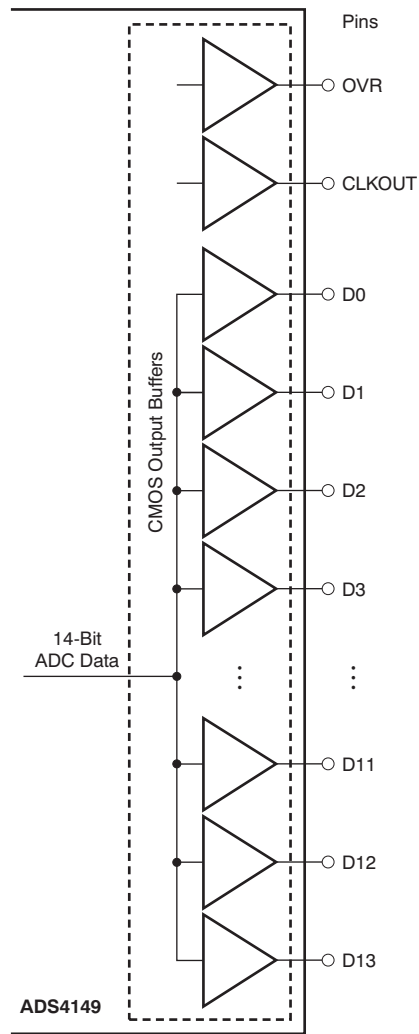 Pins
OVR
CLKOUT
D0
CMOS Output Buffers
D1
D2
D3
14-Bit
ADC Data
D11
D12
D13
ADS4149